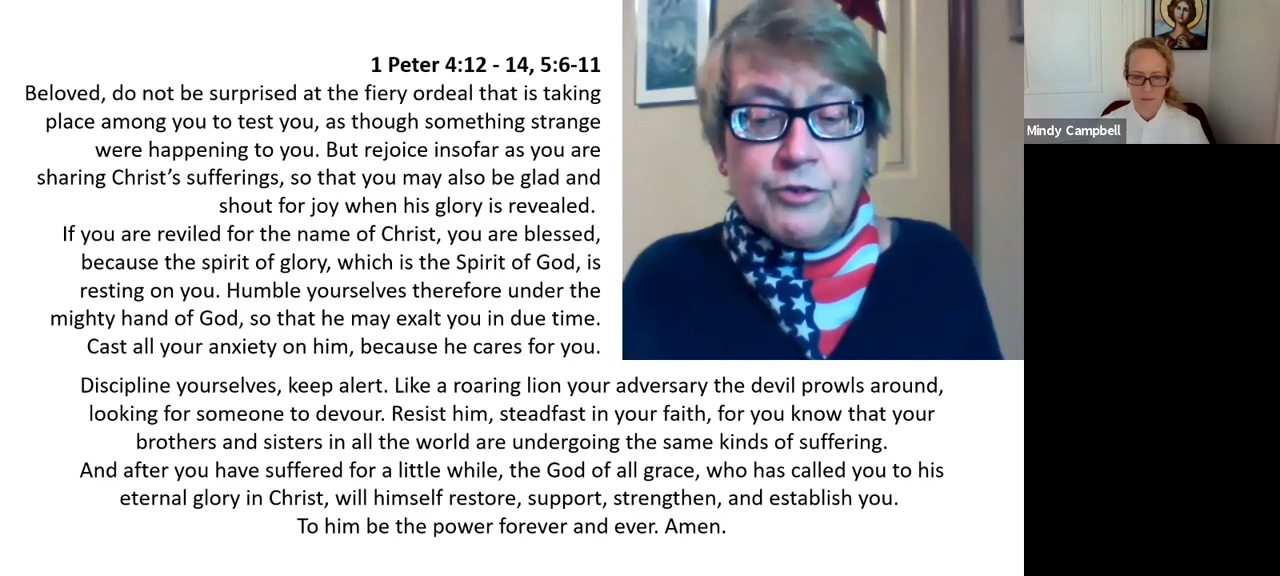 1 Peter 4:12 - 14, 5:6-11
Beloved, do not be surprised at the fiery ordeal that is taking
place among you to test you, as though something strange
were happening to you. But rejoice insofar as you are
sharing Christ’s sufferings, so that you may also be glad and
shout for joy when his glory is revealed.
If you are reviled for the name of Christ, you are blessed,
because the spirit of glory, which is the Spirit of God, is
resting on you. Humble yourselves therefore under the
mighty hand of God, so that he may exalt you in due time.
Cast all your anxiety on him, because he cares for you.
Discipline yourselves, keep alert. Like a roaring lion your adversary the devil prowls around,
looking for someone to devour. Resist him, steadfast in your faith, for you know that your
brothers and sisters in all the world are undergoing the same kinds of suffering.
And after you have suffered for a little while, the God of all grace, who has called you to his
eternal glory in Christ, will himself restore, support, strengthen, and establish you.
To him be the power forever and ever. Amen.
Mindy Campbell